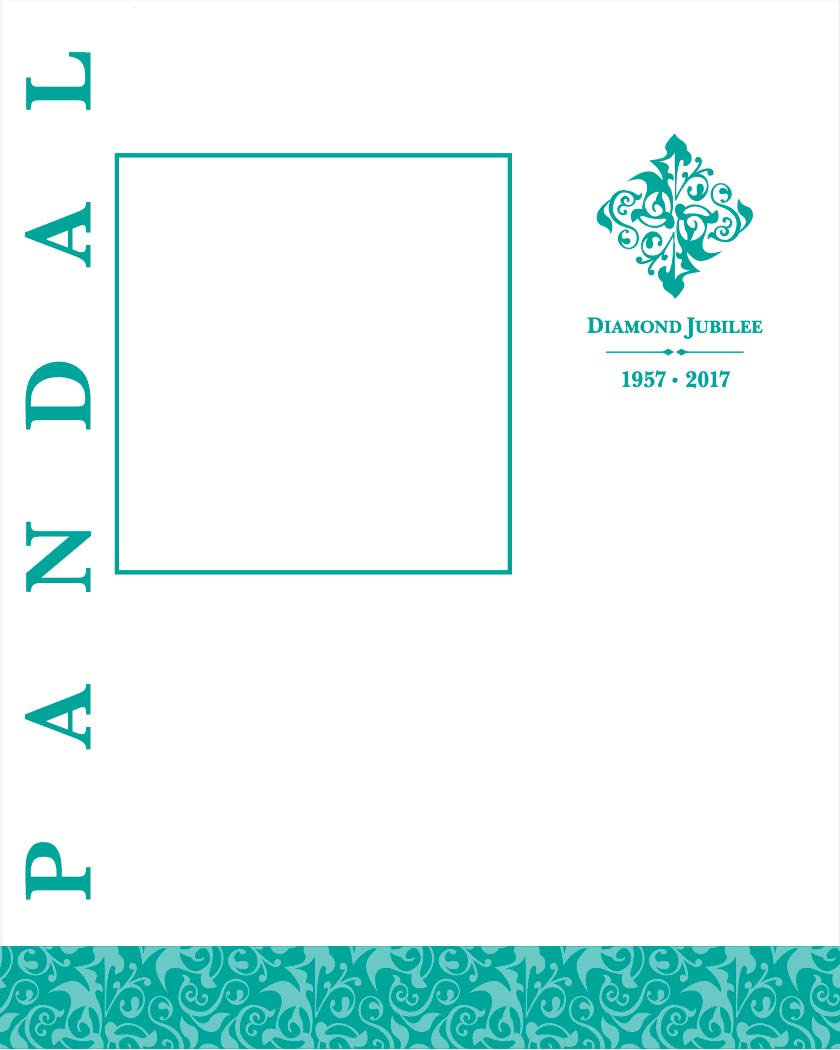 PANDAL
DIAMOND JUBILEE
1957 • 2017